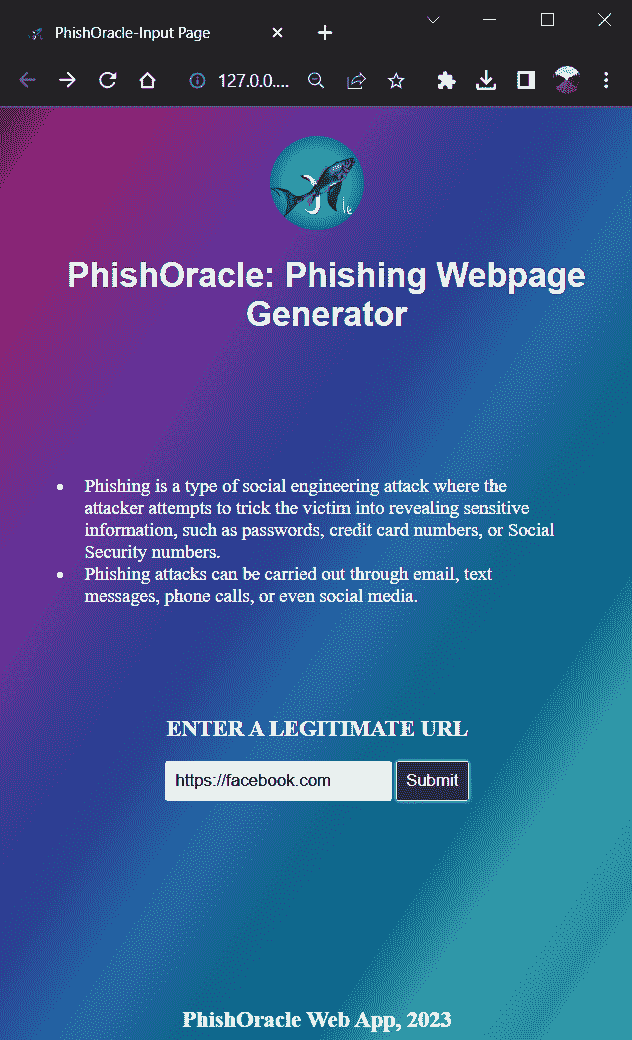 PhishOracle-Input Page
127.0.0....
PhishOracle: Phishing Webpage
Generator
Phishing is a type of social engineering attack where the
attacker attempts to trick the victim into revealing sensitive
information, such as passwords, credit card numbers, or Social
Security numbers.
Phishing attacks can be carried out through email, text
messages, phone calls, or even social media.
ENTER A LEGITIMATE URL
https://facebook.com
Submit
PhishOracle Web App, 2023